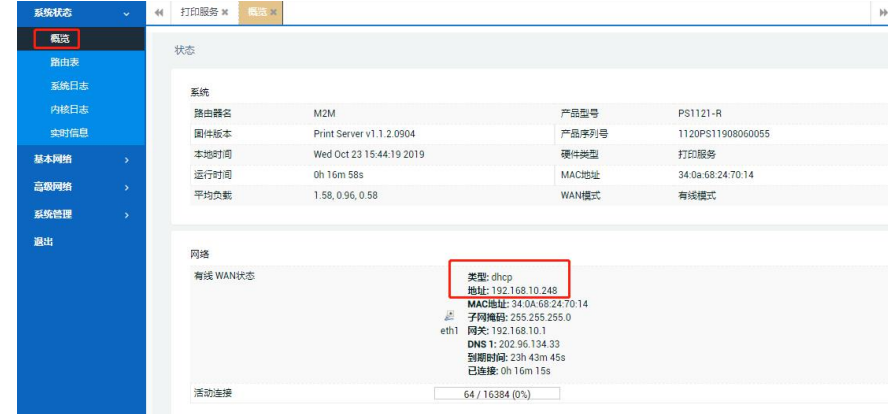 系统状态
概览
路由表
系统日志
内核日志
实时信息
基本网络
高级网络
系统管理
退出
打印服务 概览
状态
系统
路由器名 M2M 产品型号 PS1121-R
固件版本 Print Server v1.1.2.0904 产品序列号 1120PS11908060055
本地时间 Wed Oct 23 15:44:19 2019 硬件类型 打印服务
运行时间 0h 16m 58s MAC地址 34:0a:68:24:70:14
平均负载 1.58, 0.96, 0.58 WAN模式 有线模式
网络
有线 WAN状态
eth1
类型: dhcp
地址: 192.168.10.248
MAC地址: 34:0A:68:24:70:14
子网掩码: 255.255.255.0
网关: 192.168.10.1
DNS 1: 202.96.134.33
到期时间: 23h 43m 45s
已连接: 0h 16m 15s
活动连接 64 / 16384 (0%)